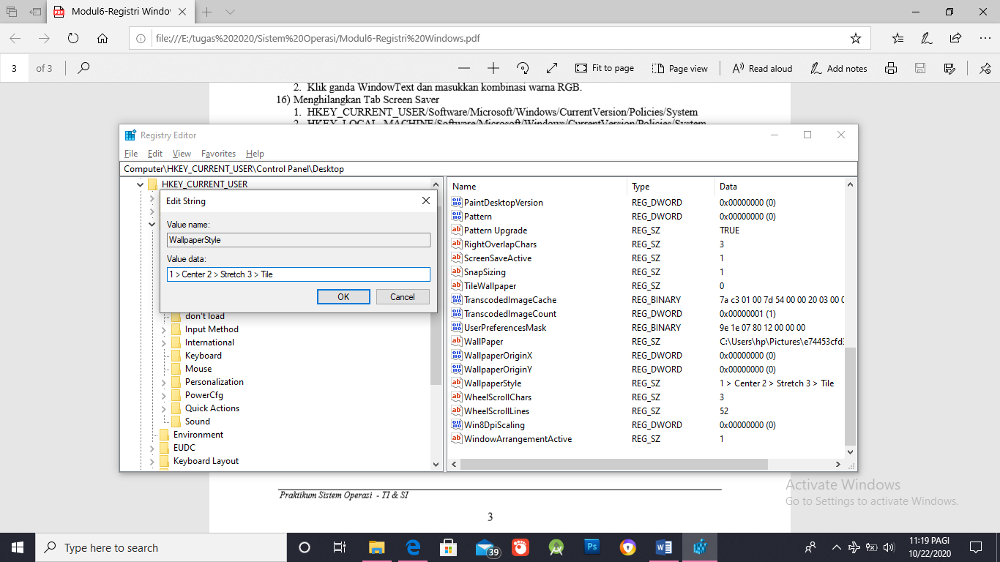 Modul6-Registri Windov
file:///E:/tugas%202020/Sistem%20Operasi/Modul6-Registri%20Windows.pdf
3 of 3
Fit to page
Page view
Read aloud
Add notes
2. Klik ganda WindowText dan masukkan kombinasi warna RGB.
16) Menghilangkan Tab Screen Saver
1. HKEY_CURRENT_USER/Software/Microsoft/Windows/CurrentVersion/Policies/System
2. HKEY_LOCAL_MACHINE/Software/Microsoft/Windows/CurrentVersion/Policies/System
Registry Editor
File Edit View Favorites Help
Computer\HKEY_CURRENT_USER\Control Panel\Desktop
HKEY_CURRENT_USER
Edit String
Value name:
WallpaperStyle
Value data:
1 > Center 2 > Stretch 3 > Tile
OK Cancel
don't load
Input Method
International
Keyboard
Mouse
Personalization
PowerCfg
Quick Actions
Sound
Environment
EUDC
Keyboard Layout
Name Type Data
PaintDesktopVersion REG_DWORD 0x00000000 (0)
Pattern REG_DWORD 0x00000000 (0)
Pattern Upgrade REG_SZ TRUE
RightOverlapChars REG_SZ 3
ScreenSaveActive REG_SZ 1
SnapSizing REG_SZ 1
TileWallpaper REG_SZ 0
TranscodedImageCache REG_BINARY 7a c3 01 00 7d 54 00 00 20 03 00 0
TranscodedImageCount REG_DWORD 0x00000001 (1)
UserPreferencesMask REG_BINARY 9e 1e 07 80 12 00 00 00
WallPaper REG_SZ C:\Users\hp\Pictures\e74453cfd3
WallpaperOriginX REG_DWORD 0x00000000 (0)
WallpaperOriginY REG_DWORD 0x00000000 (0)
WallpaperStyle REG_SZ 1 > Center 2 > Stretch 3 > Tile
WheelScrollChars REG_SZ 3
WheelScrollLines REG_SZ 52
Win8DpiScaling REG_DWORD 0x00000000 (0)
WindowArrangementActive REG_SZ 1
Praktikum Sistem Operasi - TI & SI
3
Activate Windows
Go to Settings to activate Windows.
Type here to search
39
Ps
11:19 PAGI
10/22/2020